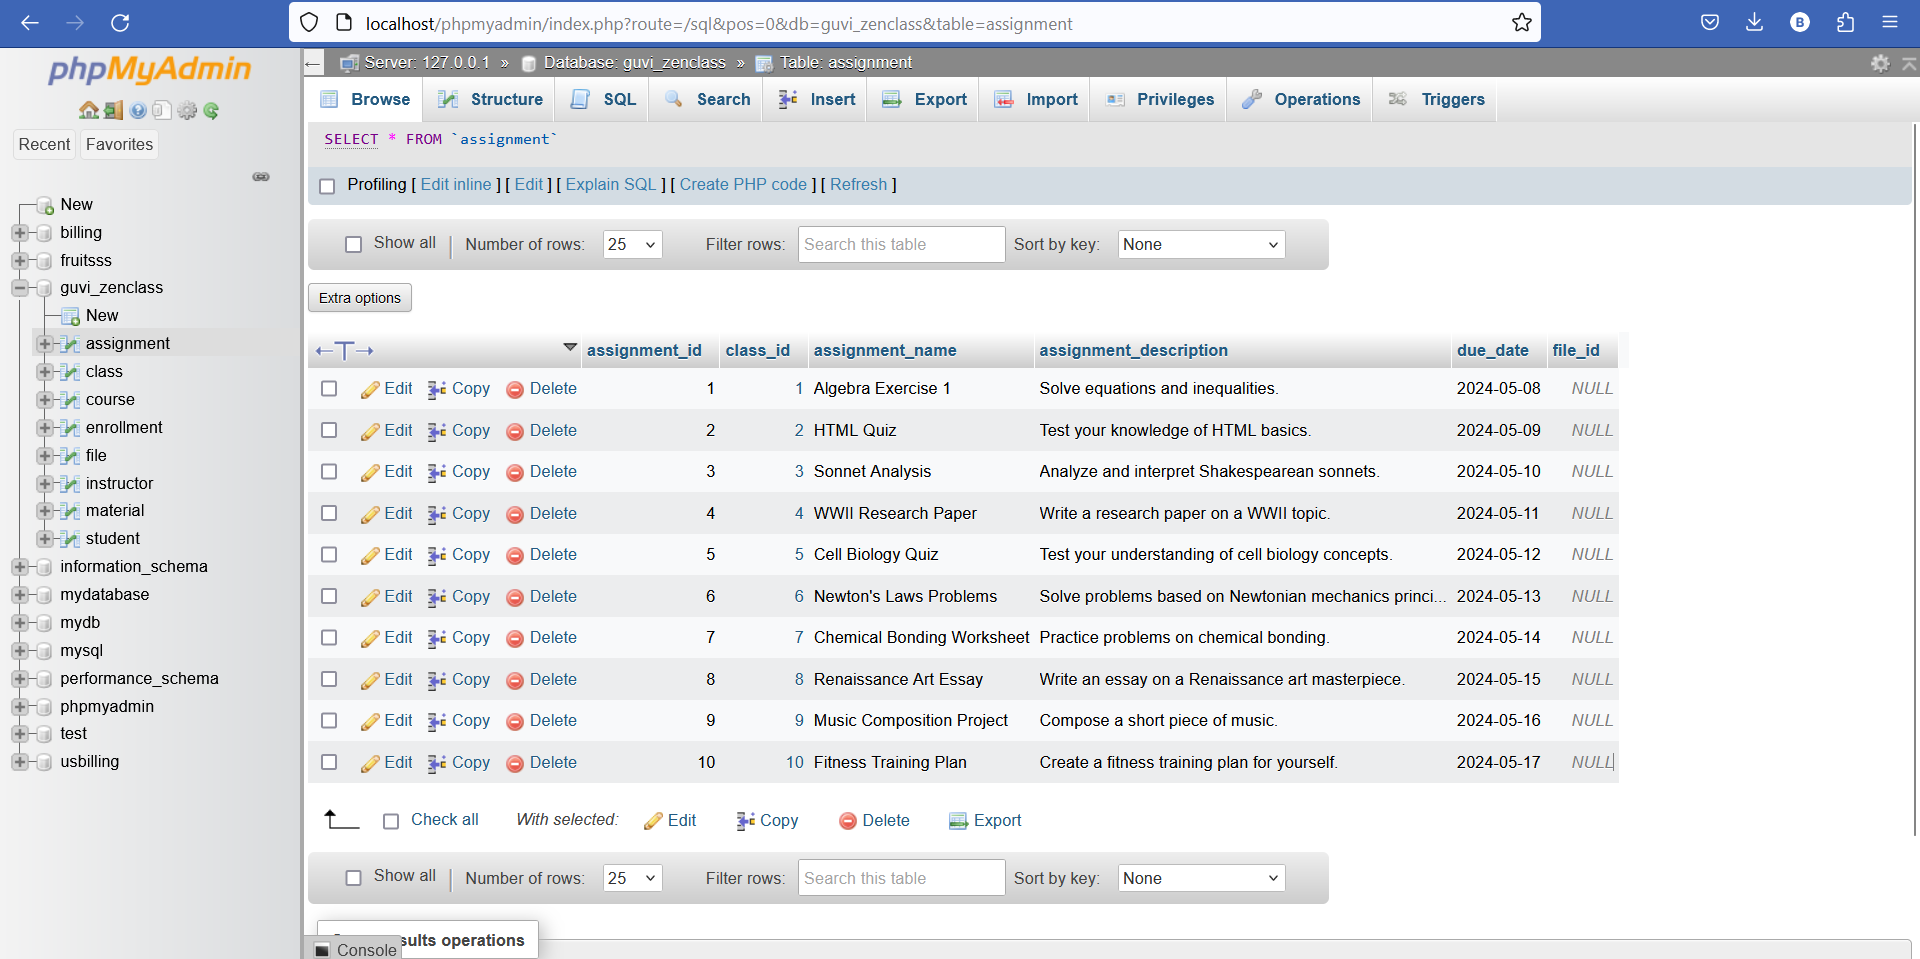 localhost/phpmyadmin/index.php?route=/sql&pos=0&db=guvi_zenclass&table=assignment
B
phpMyAdmin
Recent Favorites
New
billing
fruitsss
guvi_zenclass
New
assignment
class
course
enrollment
file
instructor
material
student
information_schema
mydatabase
mydb
mysql
performance_schema
phpmyadmin
test
usbilling
Server: 127.0.0.1 » Database: guvi_zenclass » Table: assignment
Browse Structure SQL Search Insert Export Import Privileges Operations Triggers
SELECT * FROM `assignment`
Profiling [ Edit inline ] [ Edit ] [ Explain SQL ] [ Create PHP code ] [ Refresh ]
Show all Number of rows: 25 Filter rows: Search this table Sort by key: None
Extra options
←T→ assignment_id class_id assignment_name assignment_description due_date file_id
Edit Copy Delete 1 1 Algebra Exercise 1 Solve equations and inequalities. 2024-05-08 NULL
Edit Copy Delete 2 2 HTML Quiz Test your knowledge of HTML basics. 2024-05-09 NULL
Edit Copy Delete 3 3 Sonnet Analysis Analyze and interpret Shakespearean sonnets. 2024-05-10 NULL
Edit Copy Delete 4 4 WWII Research Paper Write a research paper on a WWII topic. 2024-05-11 NULL
Edit Copy Delete 5 5 Cell Biology Quiz Test your understanding of cell biology concepts. 2024-05-12 NULL
Edit Copy Delete 6 6 Newton's Laws Problems Solve problems based on Newtonian mechanics princi... 2024-05-13 NULL
Edit Copy Delete 7 7 Chemical Bonding Worksheet Practice problems on chemical bonding. 2024-05-14 NULL
Edit Copy Delete 8 8 Renaissance Art Essay Write an essay on a Renaissance art masterpiece. 2024-05-15 NULL
Edit Copy Delete 9 9 Music Composition Project Compose a short piece of music. 2024-05-16 NULL
Edit Copy Delete 10 10 Fitness Training Plan Create a fitness training plan for yourself. 2024-05-17 NULL
Check all With selected: Edit Copy Delete Export
Show all Number of rows: 25 Filter rows: Search this table Sort by key: None
sults operations
Console